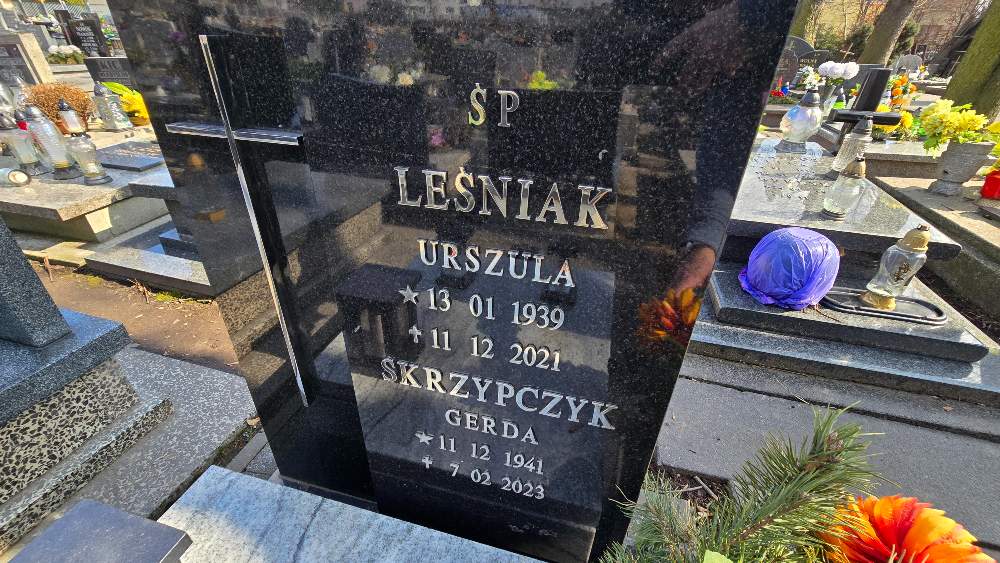 ŚP
LEŚNIAK
URSZULA
★ 13 01 1939
✝ 11 12 2021
SKRZYPCZYK
GERDA
★ 11 12 1941
✝ 7 02 2023